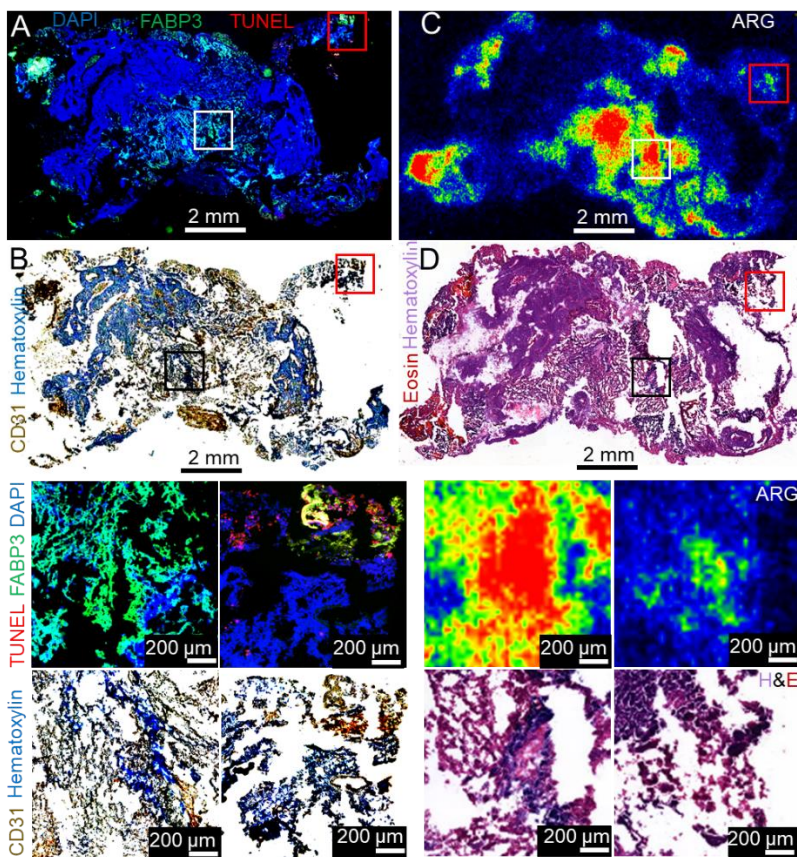 A DAPI FABP3 TUNEL
2 mm
C ARG
2 mm
B
CD31 Hematoxylin
2 mm
D
Eosin Hematoxylin
2 mm
TUNEL FABP3 DAPI
200 µm
200 µm
ARG
200 µm
200 µm
CD31 Hematoxylin
200 µm
200 µm
H&E
200 µm
200 µm